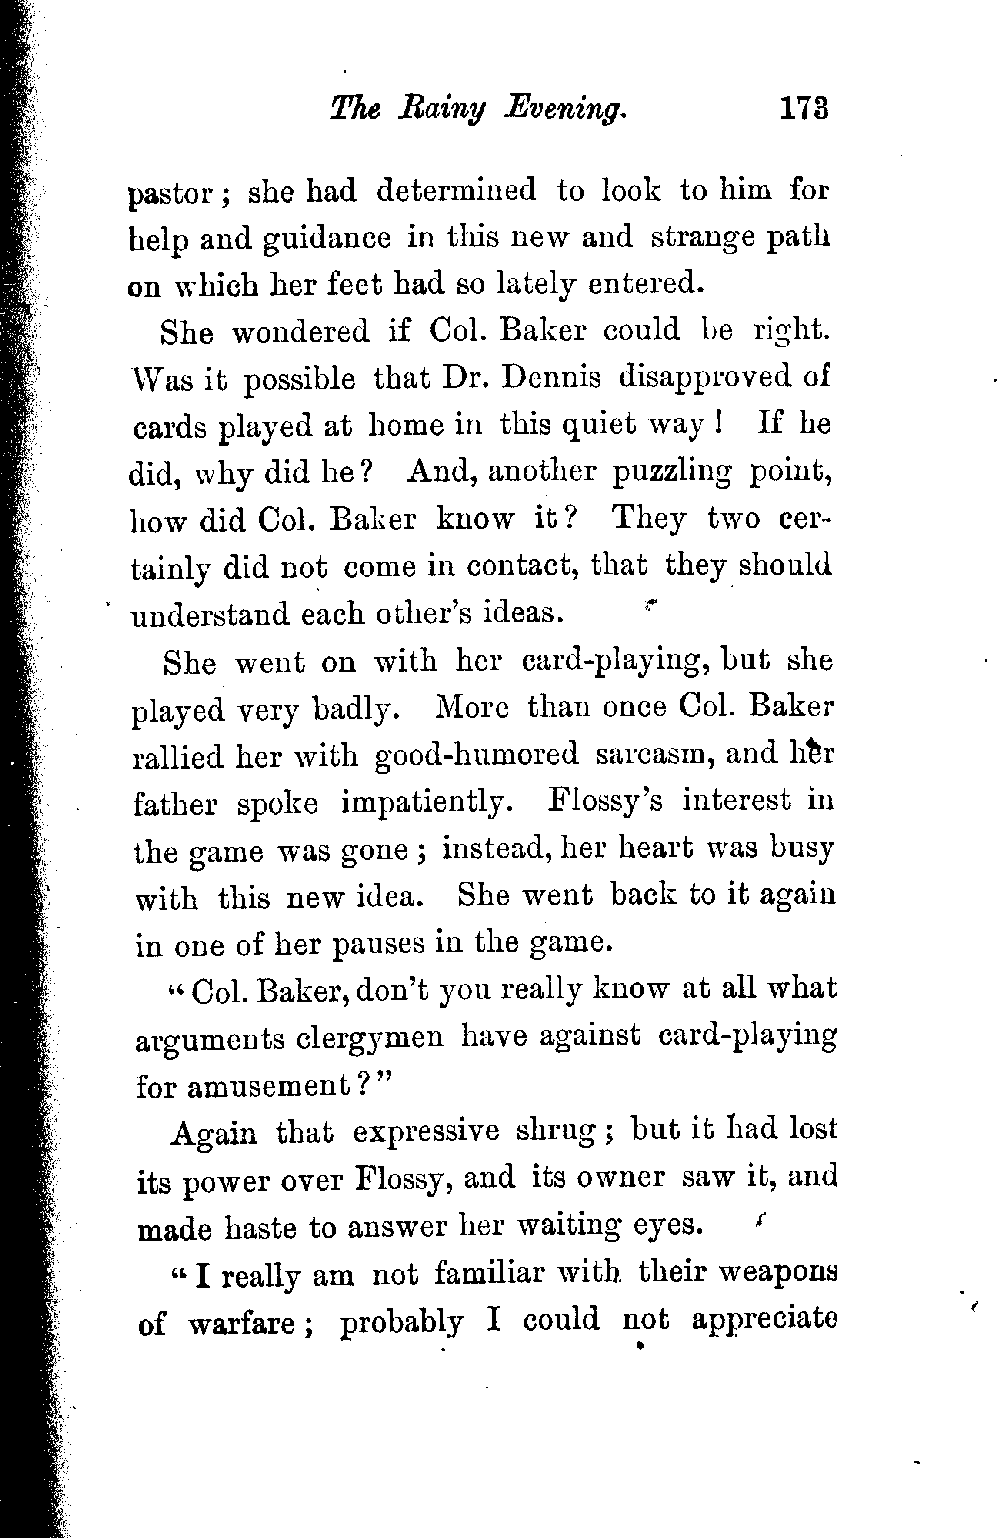 The Rainy Evening. 173
pastor; she had determined to look to him for
help and guidance in this new and strange path
on which her feet had so lately entered.
She wondered if Col. Baker could be right.
Was it possible that Dr. Dennis disapproved of
cards played at home in this quiet way! If he
did, why did he? And, another puzzling point,
how did Col. Baker know it? They two cer-
tainly did not come in contact, that they should
understand each other's ideas.
She went on with her card-playing, but she
played very badly. More than once Col. Baker
rallied her with good-humored sarcasm, and her
father spoke impatiently. Flossy's interest in
the game was gone; instead, her heart was busy
with this new idea. She went back to it again
in one of her pauses in the game.
"Col. Baker, don't you really know at all what
arguments clergymen have against card-playing
for amusement?"
Again that expressive shrug; but it had lost
its power over Flossy, and its owner saw it, and
made haste to answer her waiting eyes.
"I really am not familiar with their weapons
of warfare; probably I could not appreciate